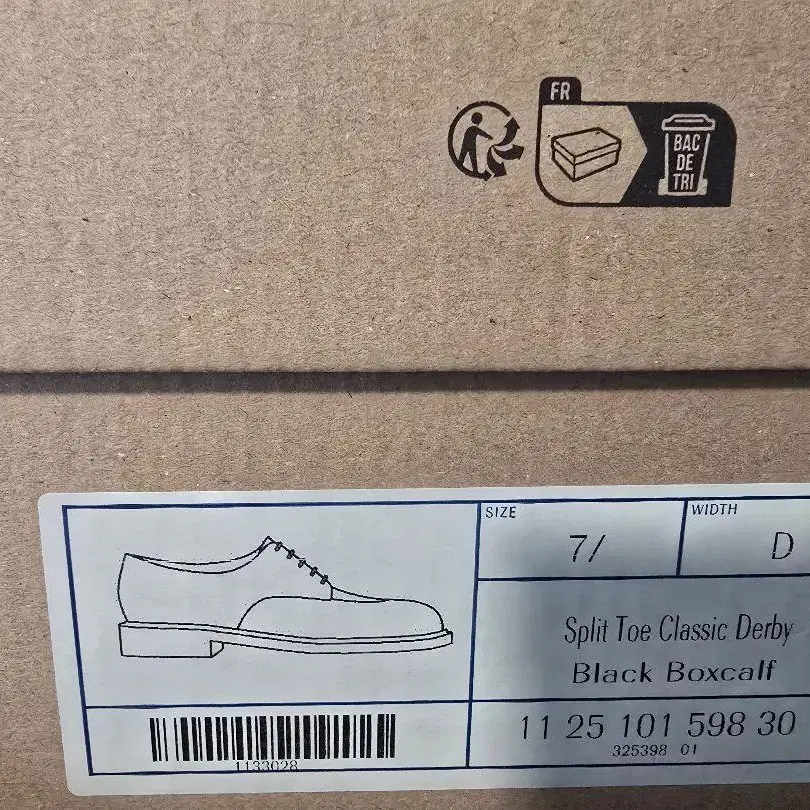 FR
BAC
DE
TRI
SIZE
7/
WIDTH
D
Split Toe Classic Derby
Black Boxcalf
11 25 101 598 30
325398 01
1133028